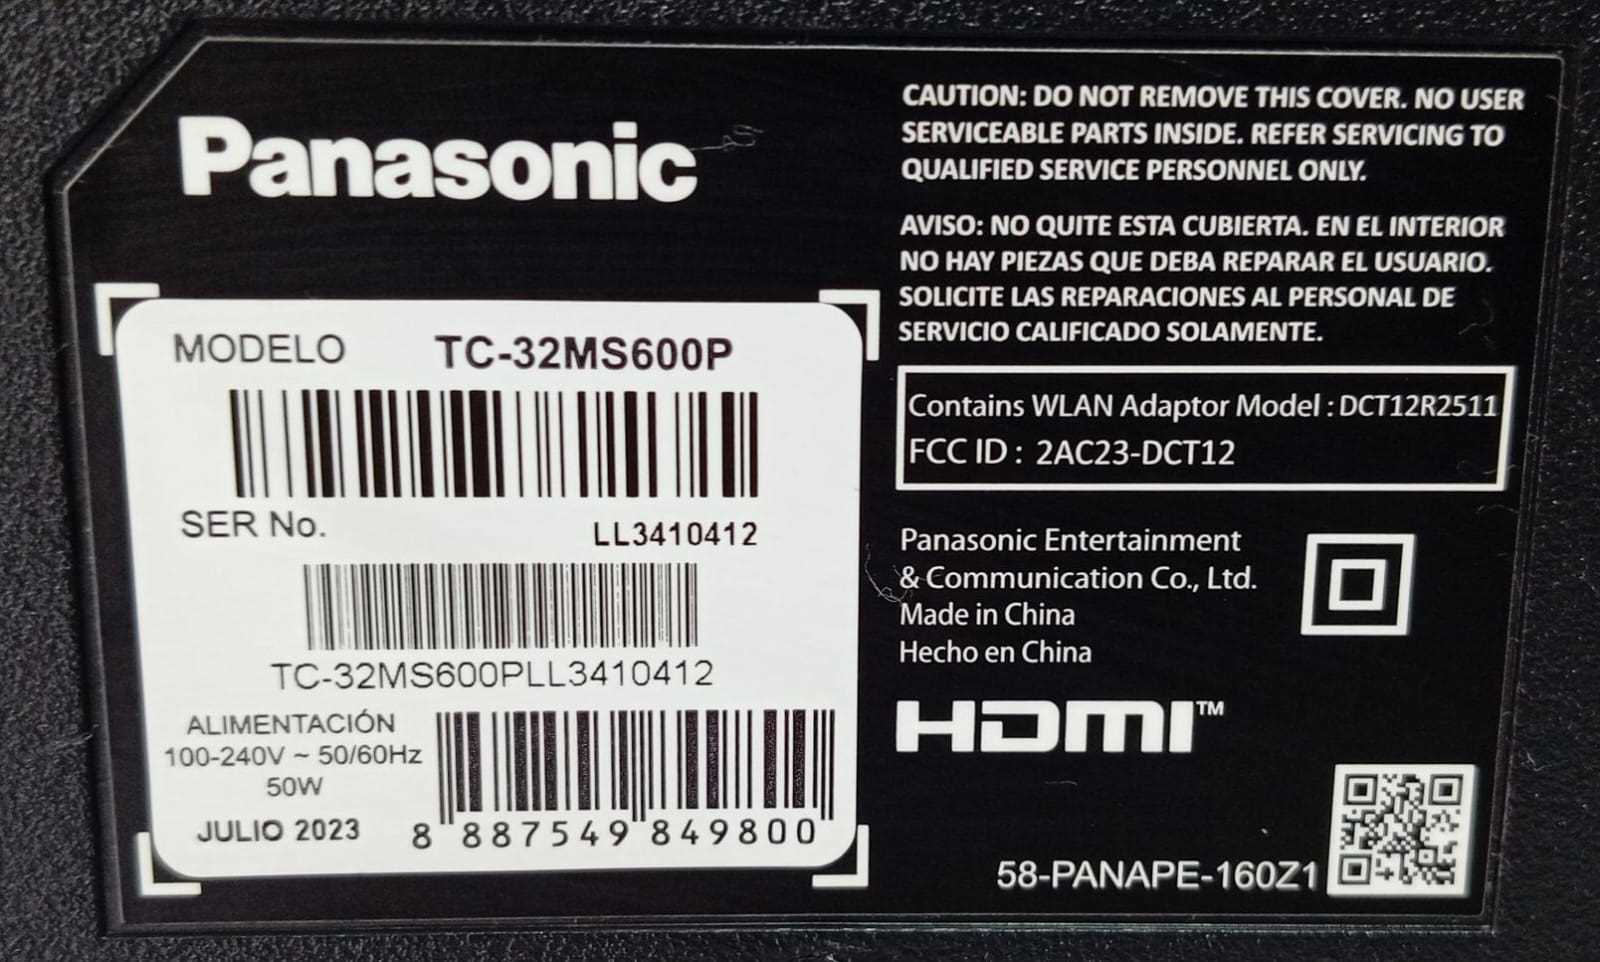 Panasonic
MODELO TC-32MS600P
SER No. LL3410412
TC-32MS600PLL3410412
ALIMENTACIÓN
100-240V ~ 50/60Hz
50W
JULIO 2023
8 887549 849800
CAUTION: DO NOT REMOVE THIS COVER. NO USER
SERVICEABLE PARTS INSIDE. REFER SERVICING TO
QUALIFIED SERVICE PERSONNEL ONLY.
AVISO: NO QUITE ESTA CUBIERTA. EN EL INTERIOR
NO HAY PIEZAS QUE DEBA REPARAR EL USUARIO.
SOLICITE LAS REPARACIONES AL PERSONAL DE
SERVICIO CALIFICADO SOLAMENTE.
Contains WLAN Adaptor Model : DCT12R2511
FCC ID : 2AC23-DCT12
Panasonic Entertainment
& Communication Co., Ltd.
Made in China
Hecho en China
HDMI™
58-PANAPE-160Z1